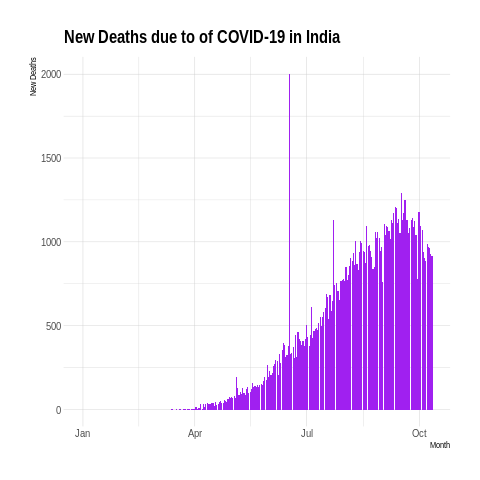 New Deaths due to of COVID-19 in India
New Deaths
2000
1500
1000
500
0
Jan
Apr
Jul
Oct
Month